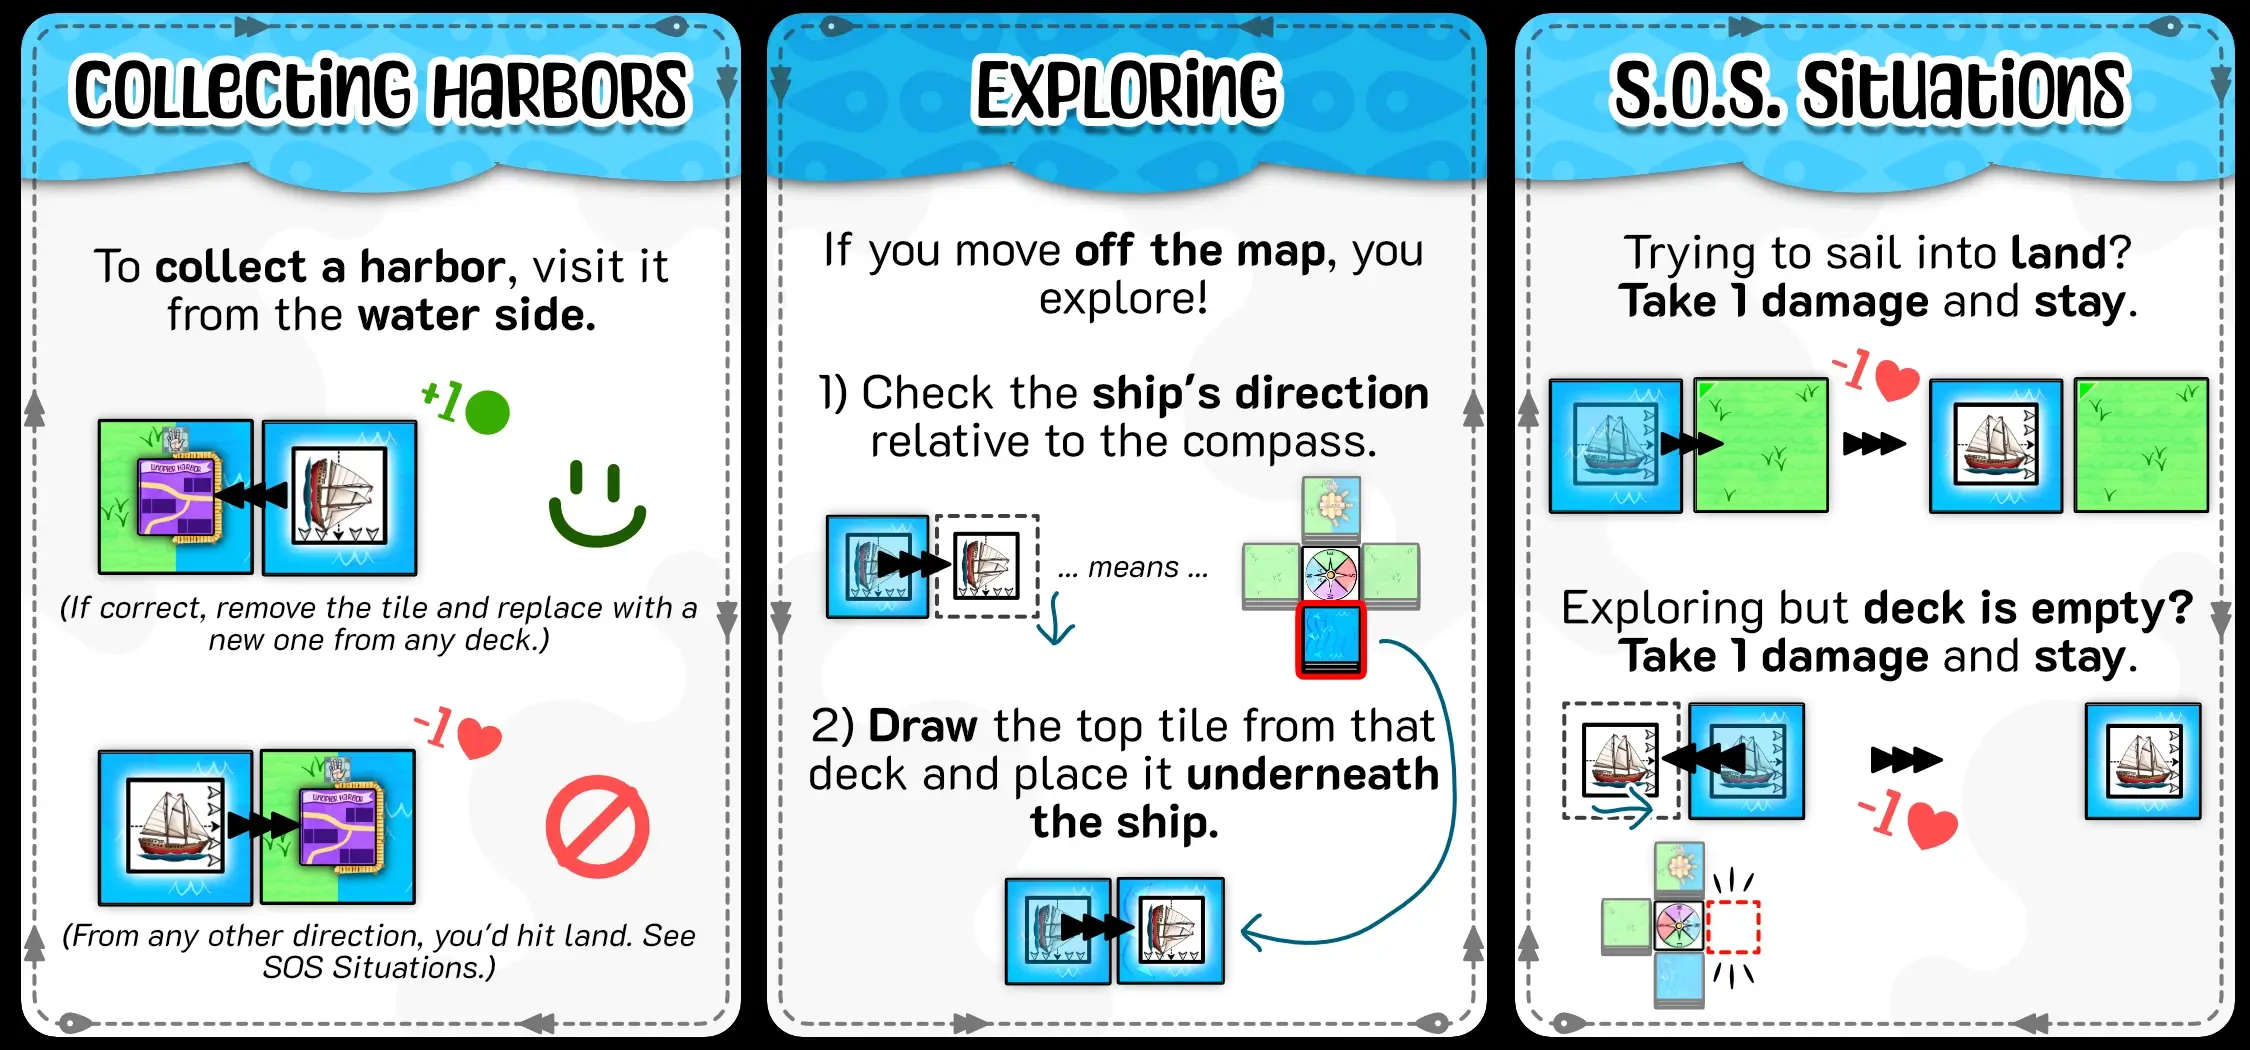 COLLECTING HARBORS
To collect a harbor, visit it
from the water side.
+1
(If correct, remove the tile and replace with a
new one from any deck.)
-1
(From any other direction, you'd hit land. See
SOS Situations.)
EXPLORING
If you move off the map, you
explore!
1) Check the ship's direction
relative to the compass.
... means ...
2) Draw the top tile from that
deck and place it underneath
the ship.
S.O.S. Situations
Trying to sail into land?
Take 1 damage and stay.
-1
Exploring but deck is empty?
Take 1 damage and stay.
-1